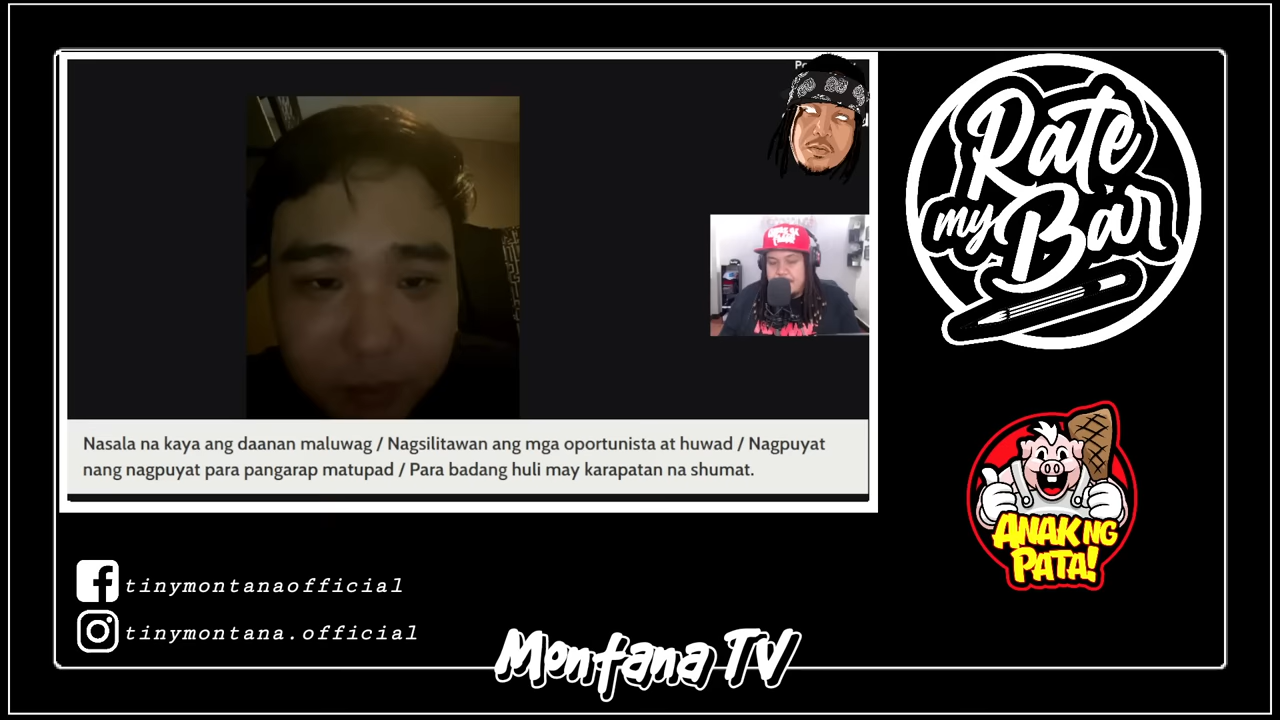 Rate
my Bar
Nasala na kaya ang daanan maluwag / Nagsilitawan ang mga oportunista at huwad / Nagpuyat
nang nagpuyat para pangarap matupad / Para badang huli may karapatan na shumat.
ANAK NG
PATA!
tinymontanaofficial
tinymontana.official
Montana TV